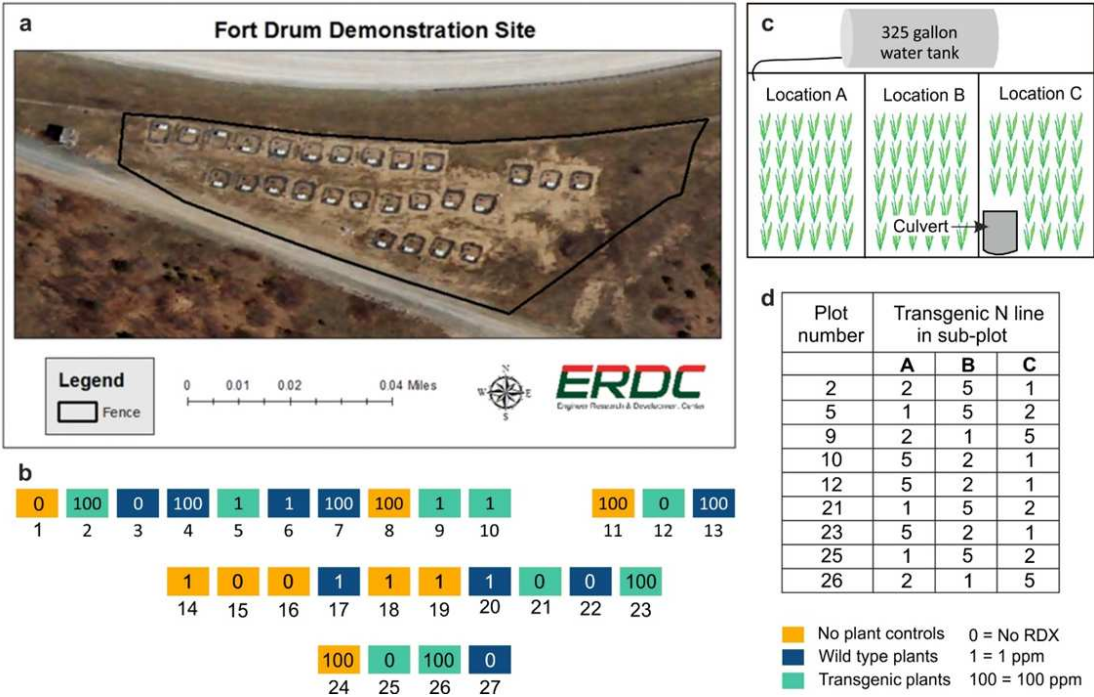 a
Fort Drum Demonstration Site
Legend
Fence
0 0.01 0.02 0.04 Miles
N
W E
S
ERDC
Engineer Research & Development Center
b
0 100 0 100 1 1 100 100 1 1 100 0 100
1 2 3 4 5 6 7 8 9 10 11 12 13
1 0 0 1 1 1 1 0 0 100
14 15 16 17 18 19 20 21 22 23
100 0 100 0
24 25 26 27
c
325 gallon
water tank
Location A Location B Location C
Culvert
d
Plot Transgenic N line
number in sub-plot
A B C
2 2 5 1
5 1 5 2
9 2 1 5
10 5 2 1
12 5 2 1
21 1 5 2
23 5 2 1
25 1 5 2
26 2 1 5
No plant controls 0 = No RDX
Wild type plants 1 = 1 ppm
Transgenic plants 100 = 100 ppm